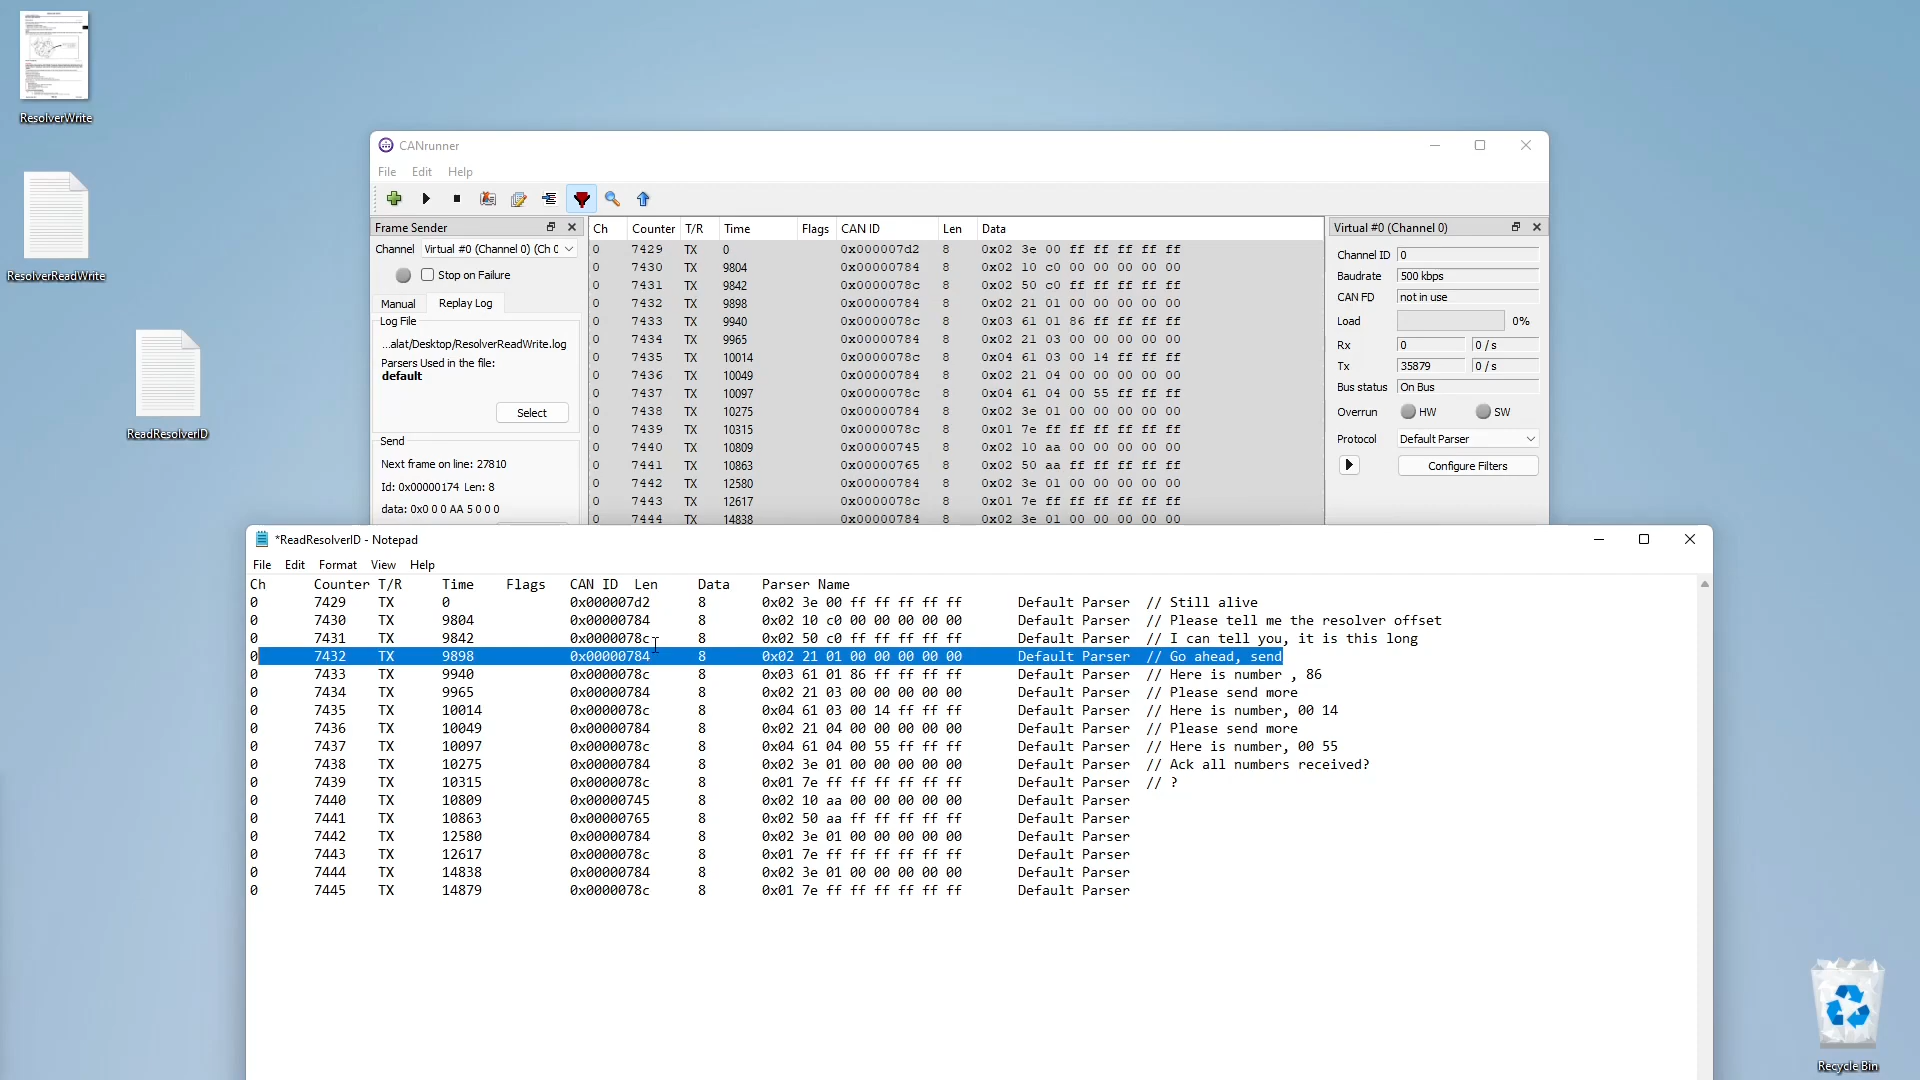 ResolverWrite
ResolverReadWrite
ReadResolverID
CANrunner
File Edit Help
Frame Sender
Channel Virtual #0 (Channel 0) (Ch 0
Stop on Failure
Manual Replay Log
Log File
...alat/Desktop/ResolverReadWrite.log
Parsers Used in the file:
default
Select
Send
Next frame on line: 27810
Id: 0x00000174 Len: 8
data: 0x0 0 0 AA 5 0 0 0
Ch Counter T/R Time Flags CAN ID Len Data
0 7429 TX 0 0x000007d2 8 0x02 3e 00 ff ff ff ff ff
0 7430 TX 9804 0x00000784 8 0x02 10 c0 00 00 00 00 00
0 7431 TX 9842 0x0000078c 8 0x02 50 c0 ff ff ff ff ff
0 7432 TX 9898 0x00000784 8 0x02 21 01 00 00 00 00 00
0 7433 TX 9940 0x0000078c 8 0x03 61 01 86 ff ff ff ff
0 7434 TX 9965 0x00000784 8 0x02 21 03 00 00 00 00 00
0 7435 TX 10014 0x0000078c 8 0x04 61 03 00 14 ff ff ff
0 7436 TX 10049 0x00000784 8 0x02 21 04 00 00 00 00 00
0 7437 TX 10097 0x0000078c 8 0x04 61 04 00 55 ff ff ff
0 7438 TX 10275 0x00000784 8 0x02 3e 01 00 00 00 00 00
0 7439 TX 10315 0x0000078c 8 0x01 7e ff ff ff ff ff ff
0 7440 TX 10809 0x00000745 8 0x02 10 aa 00 00 00 00 00
0 7441 TX 10863 0x00000765 8 0x02 50 aa ff ff ff ff ff
0 7442 TX 12580 0x00000784 8 0x02 3e 01 00 00 00 00 00
0 7443 TX 12617 0x0000078c 8 0x01 7e ff ff ff ff ff ff
0 7444 TX 14838 0x00000784 8 0x02 3e 01 00 00 00 00 00
Virtual #0 (Channel 0)
Channel ID 0
Baudrate 500 kbps
CAN FD not in use
Load 0%
Rx 0 0 / s
Tx 35879 0 / s
Bus status On Bus
Overrun HW SW
Protocol Default Parser
Configure Filters
*ReadResolverID - Notepad
File Edit Format View Help
Ch Counter T/R Time Flags CAN ID Len Data Parser Name
0 7429 TX 0 0x000007d2 8 0x02 3e 00 ff ff ff ff ff Default Parser // Still alive
0 7430 TX 9804 0x00000784 8 0x02 10 c0 00 00 00 00 00 Default Parser // Please tell me the resolver offset
0 7431 TX 9842 0x0000078c 8 0x02 50 c0 ff ff ff ff ff Default Parser // I can tell you, it is this long
0 7432 TX 9898 0x00000784 8 0x02 21 01 00 00 00 00 00 Default Parser // Go ahead, send
0 7433 TX 9940 0x0000078c 8 0x03 61 01 86 ff ff ff ff Default Parser // Here is number , 86
0 7434 TX 9965 0x00000784 8 0x02 21 03 00 00 00 00 00 Default Parser // Please send more
0 7435 TX 10014 0x0000078c 8 0x04 61 03 00 14 ff ff ff Default Parser // Here is number, 00 14
0 7436 TX 10049 0x00000784 8 0x02 21 04 00 00 00 00 00 Default Parser // Please send more
0 7437 TX 10097 0x0000078c 8 0x04 61 04 00 55 ff ff ff Default Parser // Here is number, 00 55
0 7438 TX 10275 0x00000784 8 0x02 3e 01 00 00 00 00 00 Default Parser // Ack all numbers received?
0 7439 TX 10315 0x0000078c 8 0x01 7e ff ff ff ff ff ff Default Parser // ?
0 7440 TX 10809 0x00000745 8 0x02 10 aa 00 00 00 00 00 Default Parser
0 7441 TX 10863 0x00000765 8 0x02 50 aa ff ff ff ff ff Default Parser
0 7442 TX 12580 0x00000784 8 0x02 3e 01 00 00 00 00 00 Default Parser
0 7443 TX 12617 0x0000078c 8 0x01 7e ff ff ff ff ff ff Default Parser
0 7444 TX 14838 0x00000784 8 0x02 3e 01 00 00 00 00 00 Default Parser
0 7445 TX 14879 0x0000078c 8 0x01 7e ff ff ff ff ff ff Default Parser
Recycle Bin